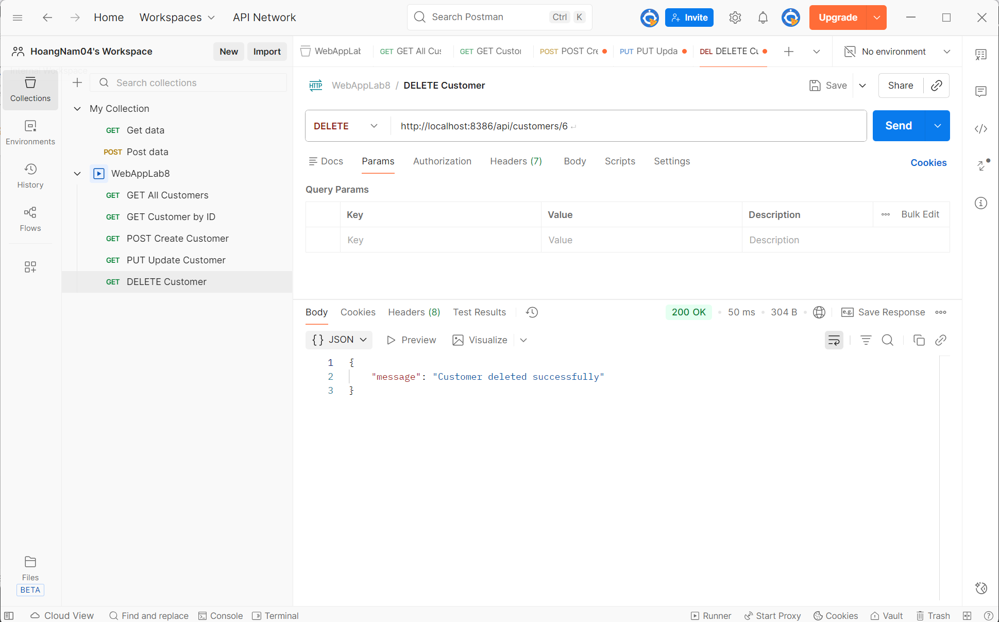 Home
Workspaces
API Network
Search Postman
Ctrl K
Invite
Upgrade
HoangNam04's Workspace
New
Import
WebAppLab
GET GET All Cus
GET GET Custor
POST POST Cre
PUT PUT Upda
DEL DELETE Cu
No environment
Collections
Environments
History
Flows
Files
BETA
Search collections
My Collection
GET Get data
POST Post data
WebAppLab8
GET GET All Customers
GET GET Customer by ID
GET POST Create Customer
GET PUT Update Customer
GET DELETE Customer
HTTP WebAppLab8 / DELETE Customer
Save
Share
DELETE http://localhost:8386/api/customers/6
Send
Docs Params Authorization Headers (7) Body Scripts Settings
Cookies
Query Params
Key Value Description Bulk Edit
Key Value Description
Body Cookies Headers (8) Test Results
200 OK • 50 ms • 304 B
e.g. Save Response
{} JSON Preview Visualize
1 {
2 "message": "Customer deleted successfully"
3 }
Cloud View Find and replace Console Terminal
Runner Start Proxy Cookies Vault Trash